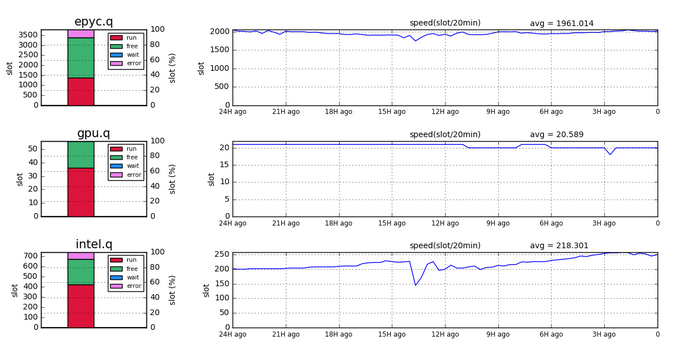 epyc.q
speed(slot/20min) avg = 1961.014
3500
3000
2500
2000
1500
1000
500
0
slot
run
free
wait
error
100
80
60
40
20
0
slot (%)
2000
1500
1000
500
0
slot
24H ago 21H ago 18H ago 15H ago 12H ago 9H ago 6H ago 3H ago 0
gpu.q
speed(slot/20min) avg = 20.589
50
40
30
20
10
0
slot
run
free
wait
error
100
80
60
40
20
0
slot (%)
20
15
10
5
0
slot
24H ago 21H ago 18H ago 15H ago 12H ago 9H ago 6H ago 3H ago 0
intel.q
speed(slot/20min) avg = 218.301
700
600
500
400
300
200
100
0
slot
run
free
wait
error
100
80
60
40
20
0
slot (%)
250
200
150
100
50
0
slot
24H ago 21H ago 18H ago 15H ago 12H ago 9H ago 6H ago 3H ago 0